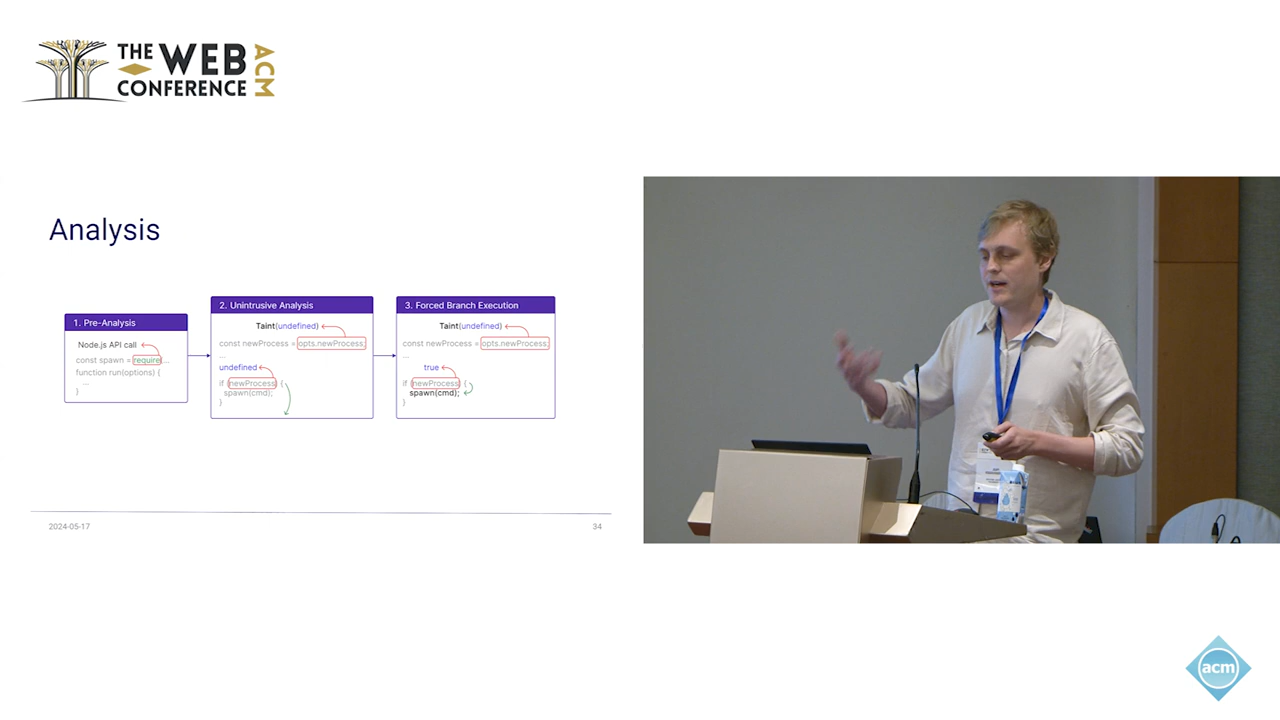 THE WEB
CONFERENCE
ACM
Analysis
1. Pre-Analysis
Node.js API call
const spawn = require(...
function run(options) {
...
}
2. Unintrusive Analysis
Taint(undefined)
const newProcess = opts.newProcess;
...
undefined
if (newProcess) {
spawn(cmd);
}
3. Forced Branch Execution
Taint(undefined)
const newProcess = opts.newProcess;
...
true
if (newProcess) {
spawn(cmd);
}
2024-05-17
34
acm